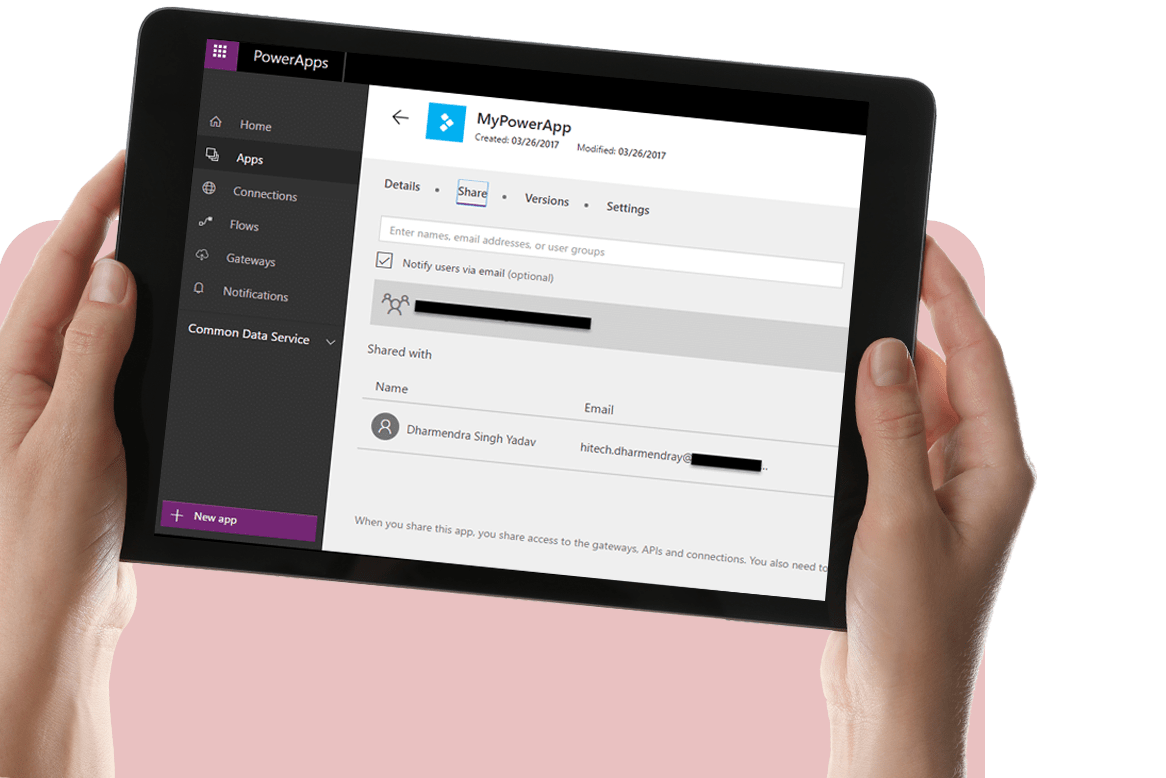 PowerApps
Home
Apps
Connections
Flows
Gateways
Notifications
Common Data Service
New app
MyPowerApp
Created: 03/26/2017 Modified: 03/26/2017
Details • Share • Versions • Settings
Enter names, email addresses, or user groups
Notify users via email (optional)
Shared with
Name Email
Dharmendra Singh Yadav hitech.dharmendray@ ..
When you share this app, you share access to the gateways, APIs and connections. You also need to